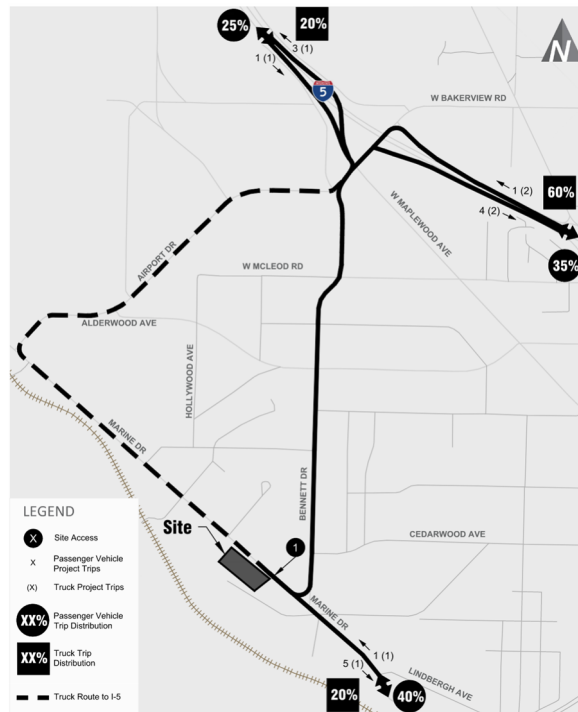 25%
20%
3 (1)
1 (1)
N
INTERSTATE
5
W BAKERVIEW RD
1 (2)
60%
4 (2)
W MAPLEWOOD AVE
35%
AIRPORT DR
W MCLEOD RD
ALDERWOOD AVE
HOLLYWOOD AVE
MARINE DR
BENNETT DR
LEGEND
X Site Access
X Passenger Vehicle
Project Trips
(X) Truck Project Trips
XX% Passenger Vehicle
Trip Distribution
XX% Truck Trip
Distribution
Truck Route to I-5
Site
1
CEDARWOOD AVE
MARINE DR
1 (1)
5 (1)
LINDBERGH AVE
20%
40%